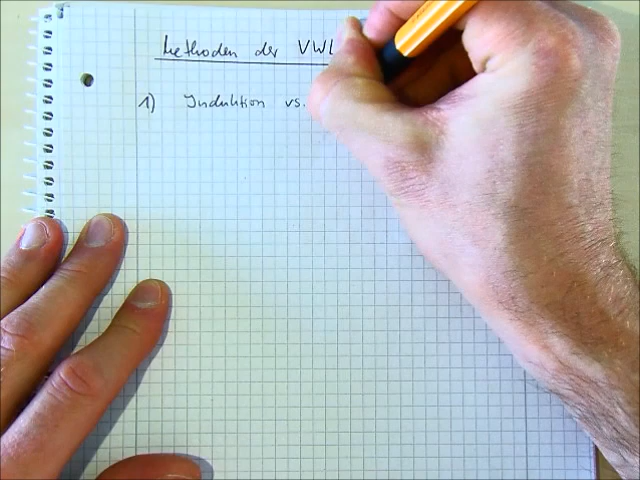 Methoden der VWL
1) Induktion vs.